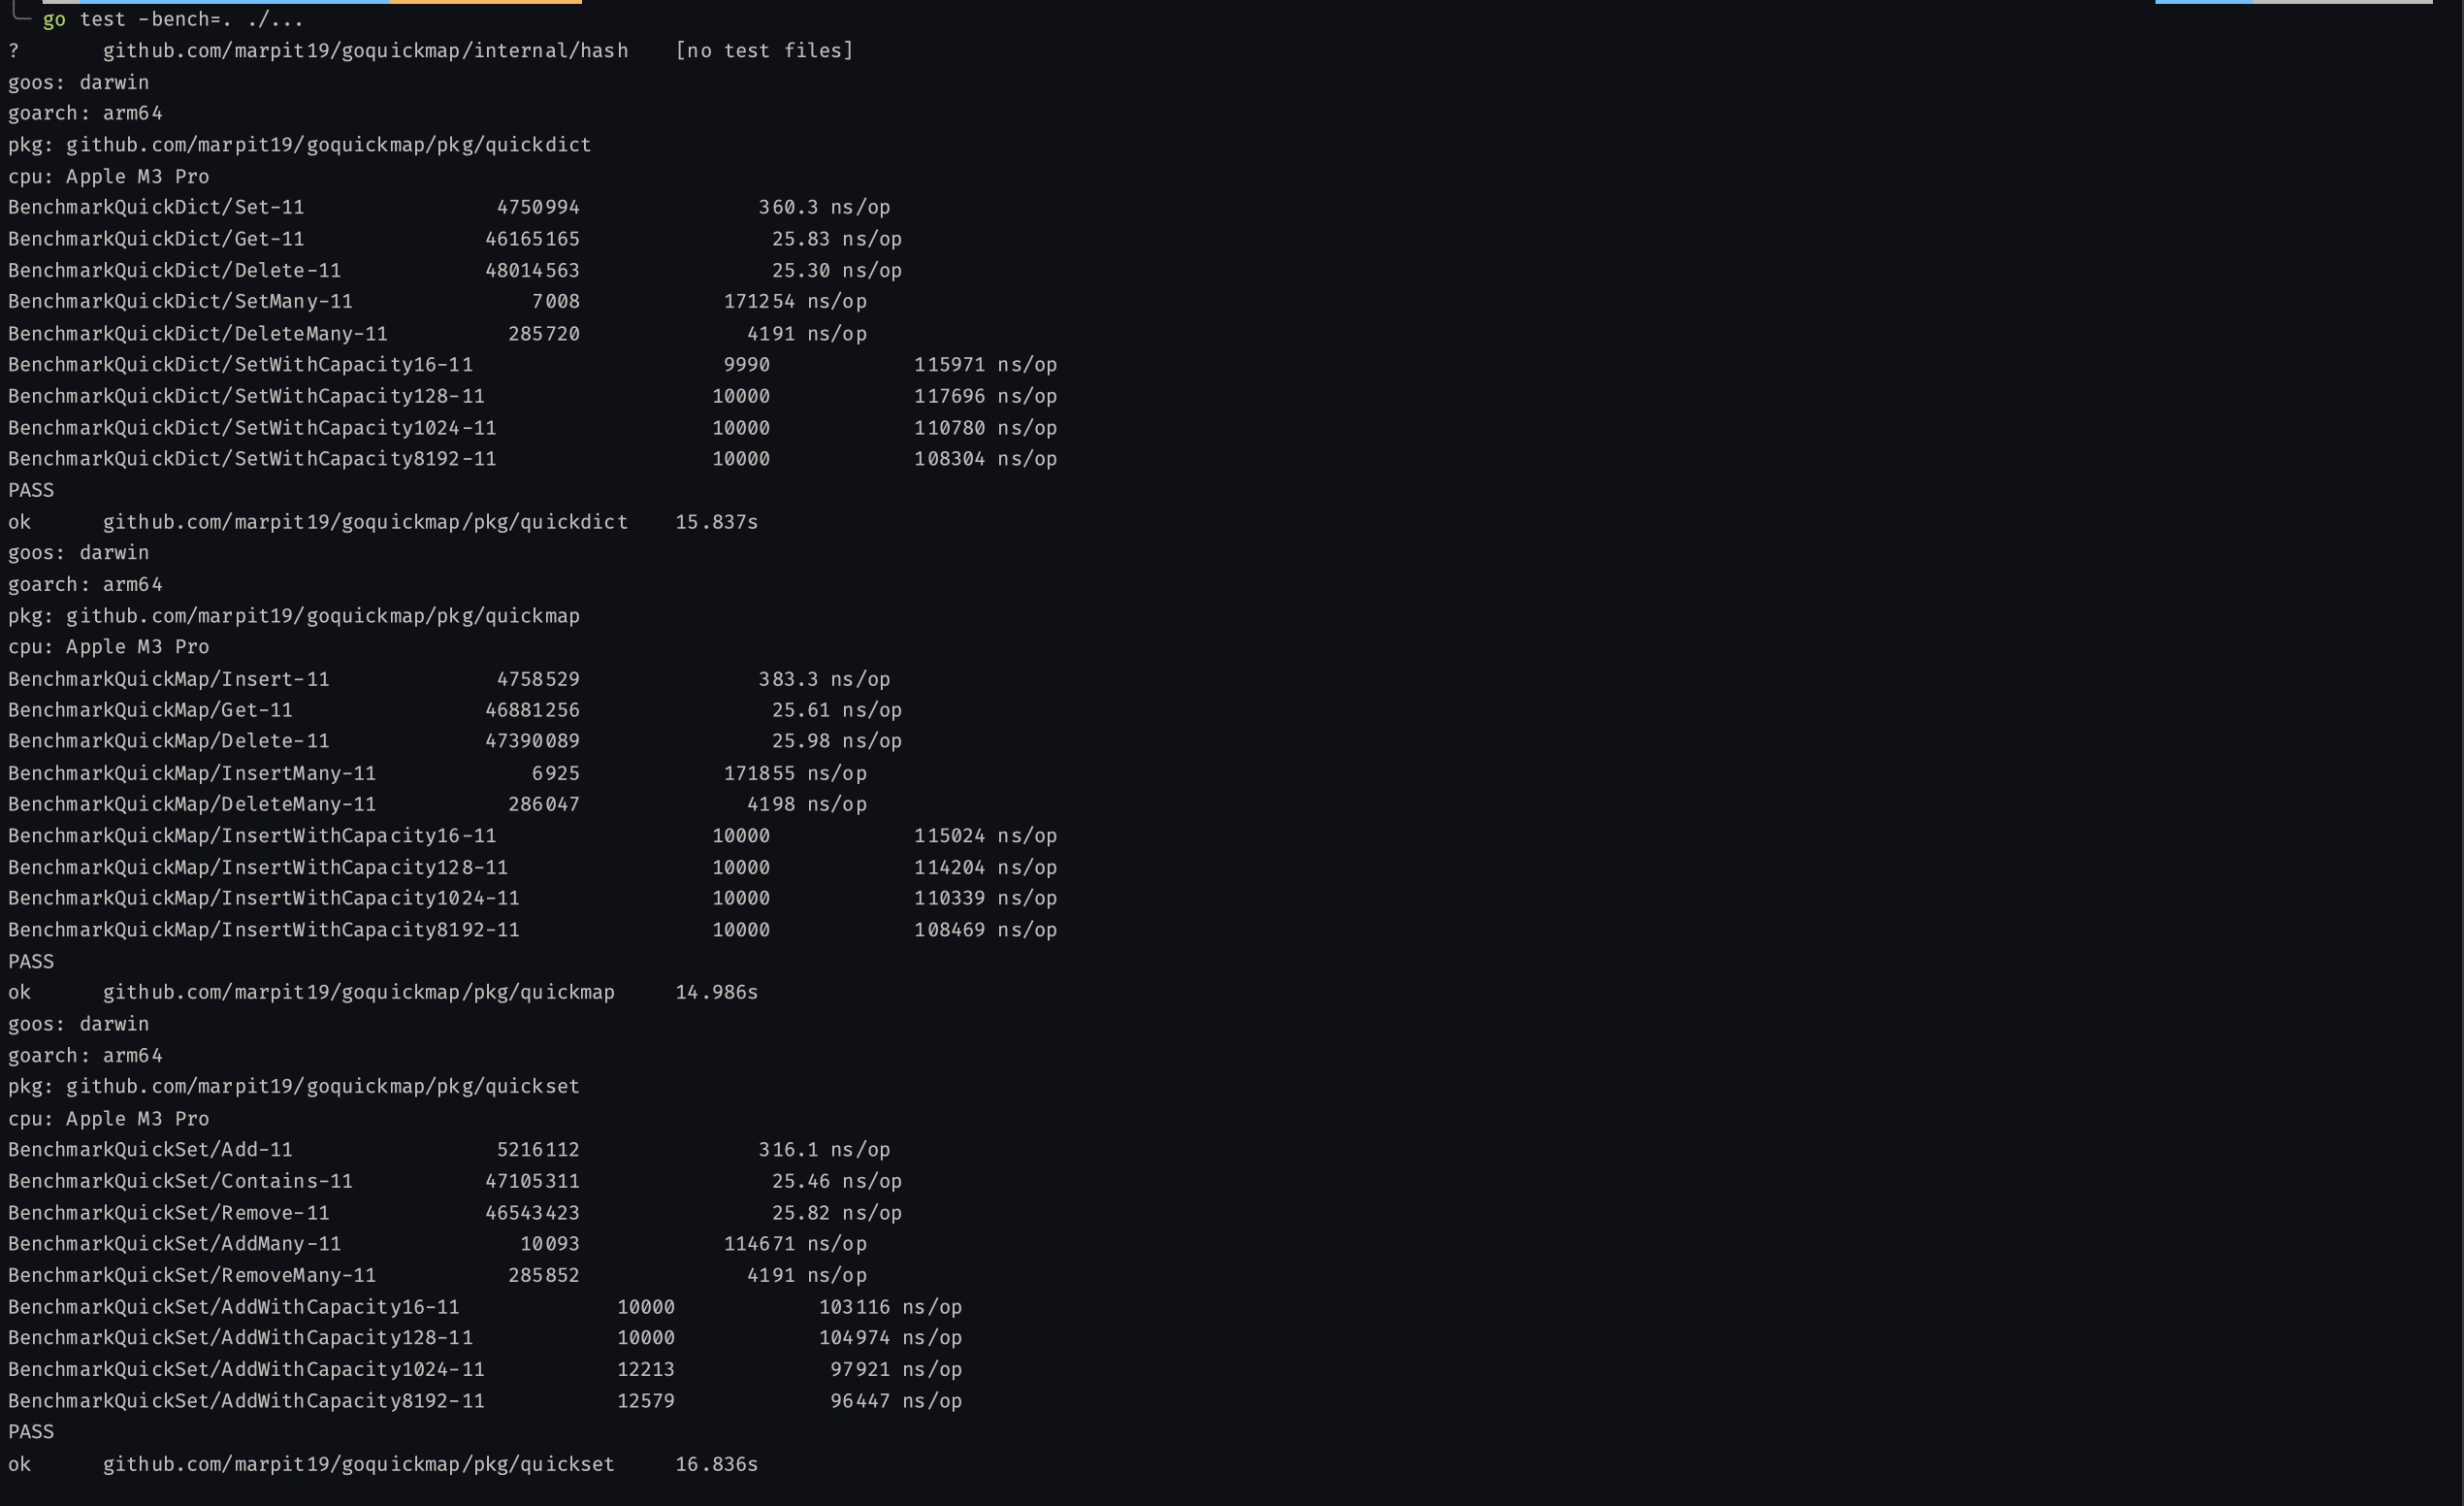 go test -bench=. ./...
?       github.com/marpit19/goquickmap/internal/hash    [no test files]
goos: darwin
goarch: arm64
pkg: github.com/marpit19/goquickmap/pkg/quickdict
cpu: Apple M3 Pro
BenchmarkQuickDict/Set-11                4750994               360.3 ns/op
BenchmarkQuickDict/Get-11               46165165                25.83 ns/op
BenchmarkQuickDict/Delete-11            48014563                25.30 ns/op
BenchmarkQuickDict/SetMany-11               7008            171254 ns/op
BenchmarkQuickDict/DeleteMany-11          285720              4191 ns/op
BenchmarkQuickDict/SetWithCapacity16-11                     9990            115971 ns/op
BenchmarkQuickDict/SetWithCapacity128-11                   10000            117696 ns/op
BenchmarkQuickDict/SetWithCapacity1024-11                  10000            110780 ns/op
BenchmarkQuickDict/SetWithCapacity8192-11                  10000            108304 ns/op
PASS
ok      github.com/marpit19/goquickmap/pkg/quickdict    15.837s
goos: darwin
goarch: arm64
pkg: github.com/marpit19/goquickmap/pkg/quickmap
cpu: Apple M3 Pro
BenchmarkQuickMap/Insert-11              4758529               383.3 ns/op
BenchmarkQuickMap/Get-11                46881256                25.61 ns/op
BenchmarkQuickMap/Delete-11             47390089                25.98 ns/op
BenchmarkQuickMap/InsertMany-11             6925            171855 ns/op
BenchmarkQuickMap/DeleteMany-11           286047              4198 ns/op
BenchmarkQuickMap/InsertWithCapacity16-11                  10000            115024 ns/op
BenchmarkQuickMap/InsertWithCapacity128-11                 10000            114204 ns/op
BenchmarkQuickMap/InsertWithCapacity1024-11                10000            110339 ns/op
BenchmarkQuickMap/InsertWithCapacity8192-11                10000            108469 ns/op
PASS
ok      github.com/marpit19/goquickmap/pkg/quickmap     14.986s
goos: darwin
goarch: arm64
pkg: github.com/marpit19/goquickmap/pkg/quickset
cpu: Apple M3 Pro
BenchmarkQuickSet/Add-11                 5216112               316.1 ns/op
BenchmarkQuickSet/Contains-11           47105311                25.46 ns/op
BenchmarkQuickSet/Remove-11             46543423                25.82 ns/op
BenchmarkQuickSet/AddMany-11               10093            114671 ns/op
BenchmarkQuickSet/RemoveMany-11           285852              4191 ns/op
BenchmarkQuickSet/AddWithCapacity16-11             10000            103116 ns/op
BenchmarkQuickSet/AddWithCapacity128-11            10000            104974 ns/op
BenchmarkQuickSet/AddWithCapacity1024-11           12213             97921 ns/op
BenchmarkQuickSet/AddWithCapacity8192-11           12579             96447 ns/op
PASS
ok      github.com/marpit19/goquickmap/pkg/quickset     16.836s